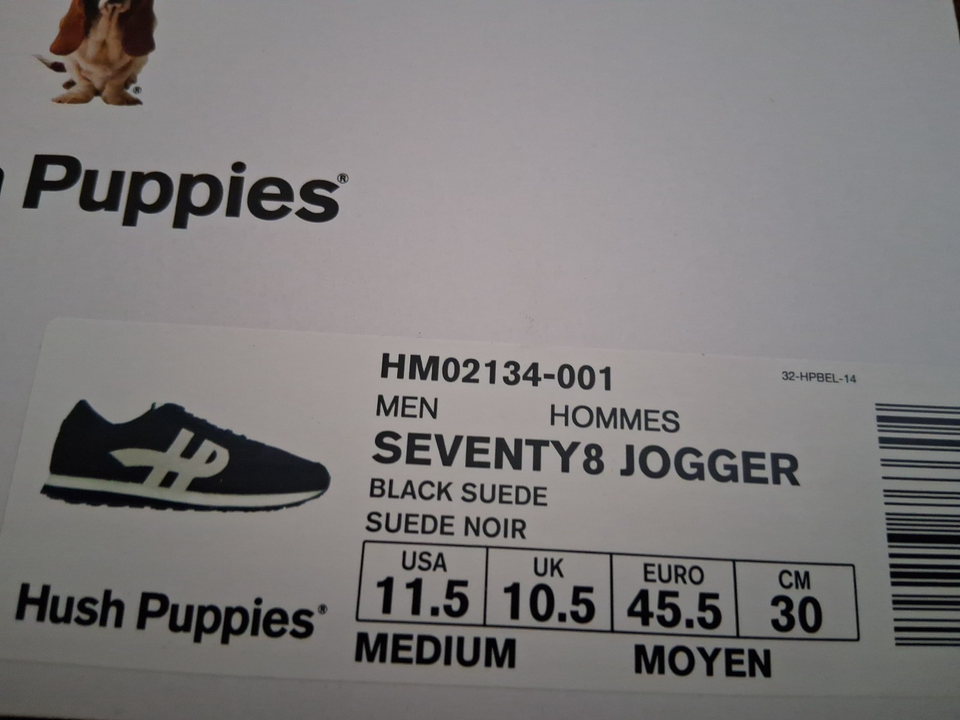 Puppies®
HM02134-001
32-HPBEL-14
MEN HOMMES
SEVENTY8 JOGGER
BLACK SUEDE
SUEDE NOIR
USA UK EURO CM
11.5 10.5 45.5 30
MEDIUM MOYEN
HP
Hush Puppies®